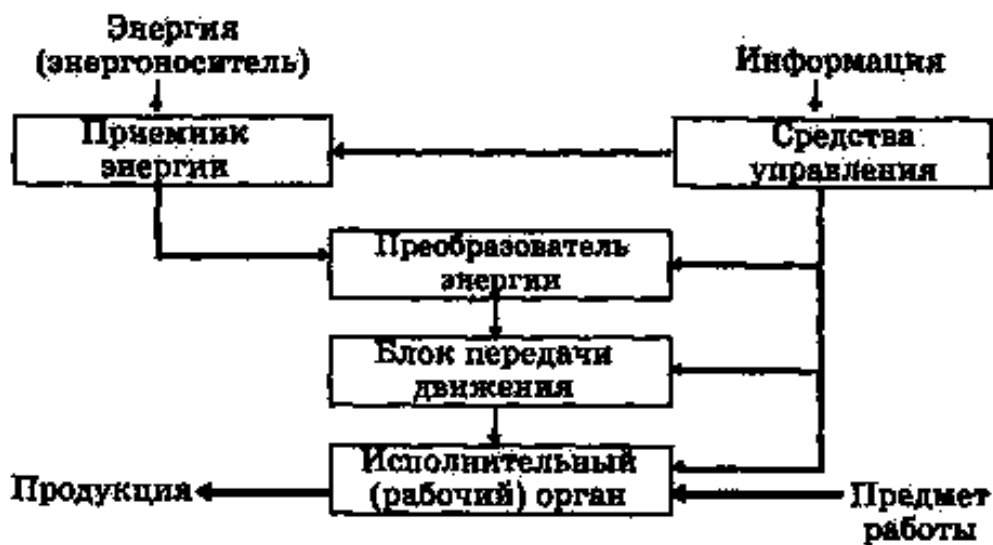 Энергия
(энергоноситель)
Информация
Приемник
энергии
Средства
управления
Преобразователь
энергии
Блок передачи
движения
Исполнительный
(рабочий) орган
Продукция
Предмет
работы